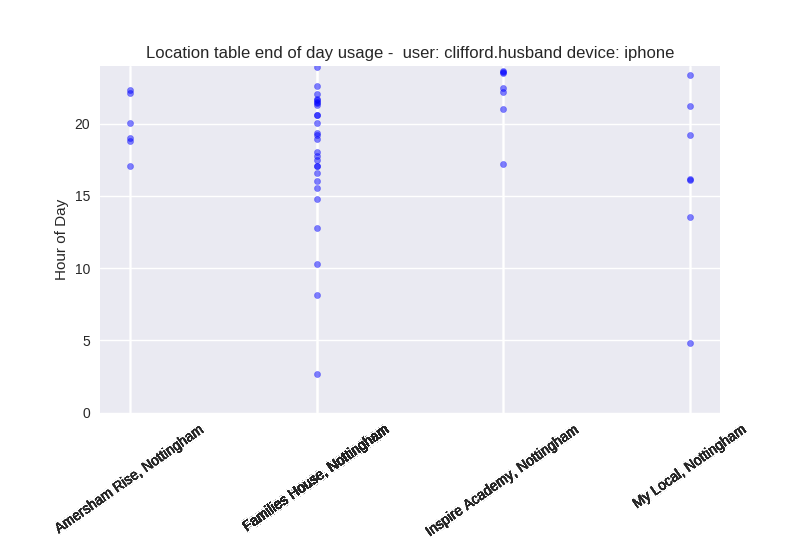 Location table end of day usage -  user: clifford.husband device: iphone
Hour of Day
20
15
10
5
0
Amersham Rise, Nottingham
Families House, Nottingham
Inspire Academy, Nottingham
My Local, Nottingham